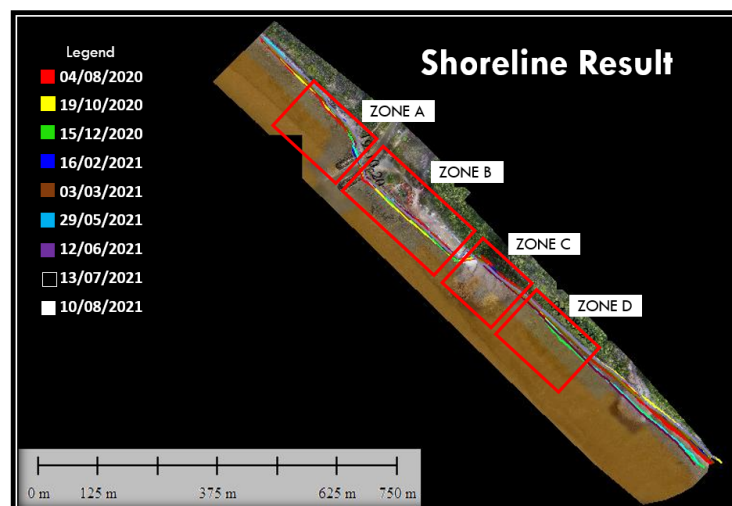 Shoreline Result
Legend
04/08/2020
19/10/2020
15/12/2020
16/02/2021
03/03/2021
29/05/2021
12/06/2021
13/07/2021
10/08/2021
ZONE A
ZONE B
ZONE C
ZONE D
0 m 125 m 375 m 625 m 750 m